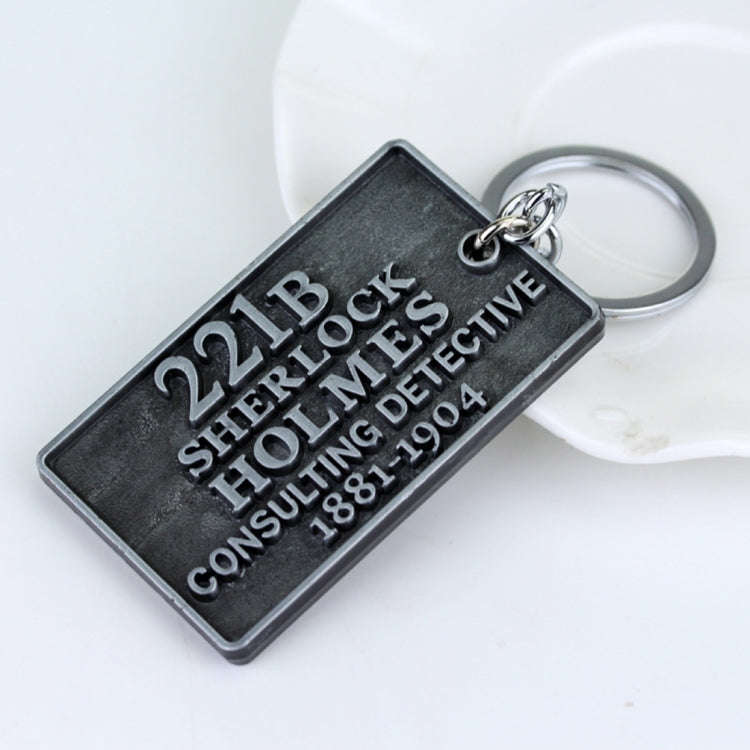 221B
SHERLOCK
HOLMES
CONSULTING DETECTIVE
1881-1904